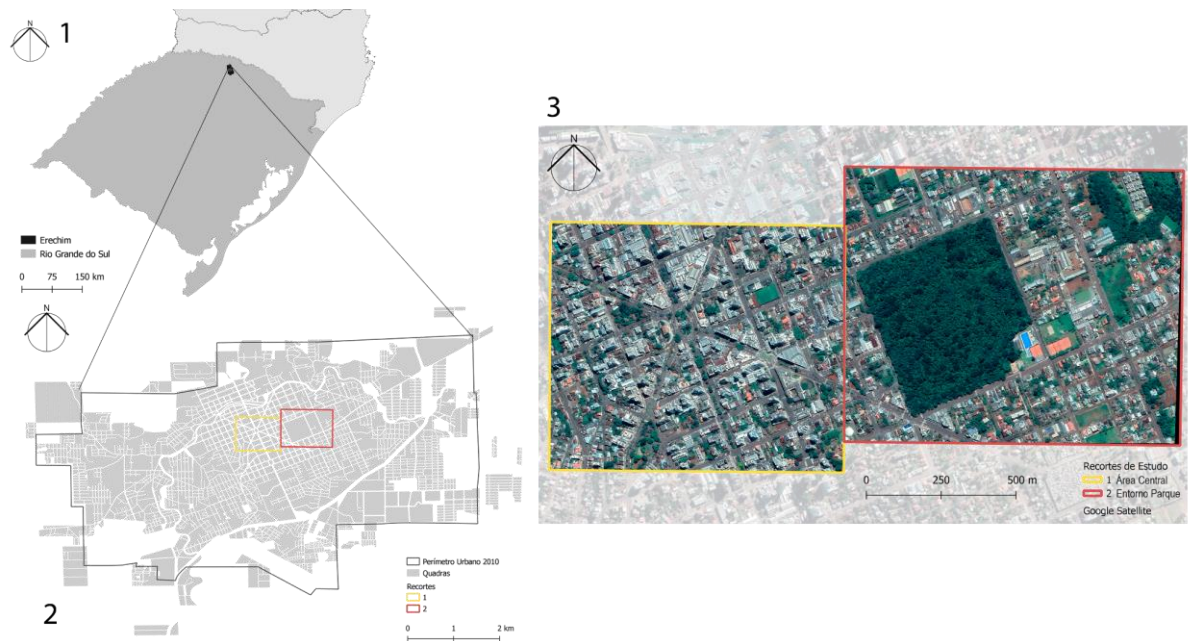 1
N
Erechim
Rio Grande do Sul
0 75 150 km
N
Perímetro Urbano 2010
Quadras
Recortes
1
2
0 1 2 km
2
3
N
0 250 500 m
Recortes de Estudo
1 Área Central
2 Entorno Parque
Google Satellite